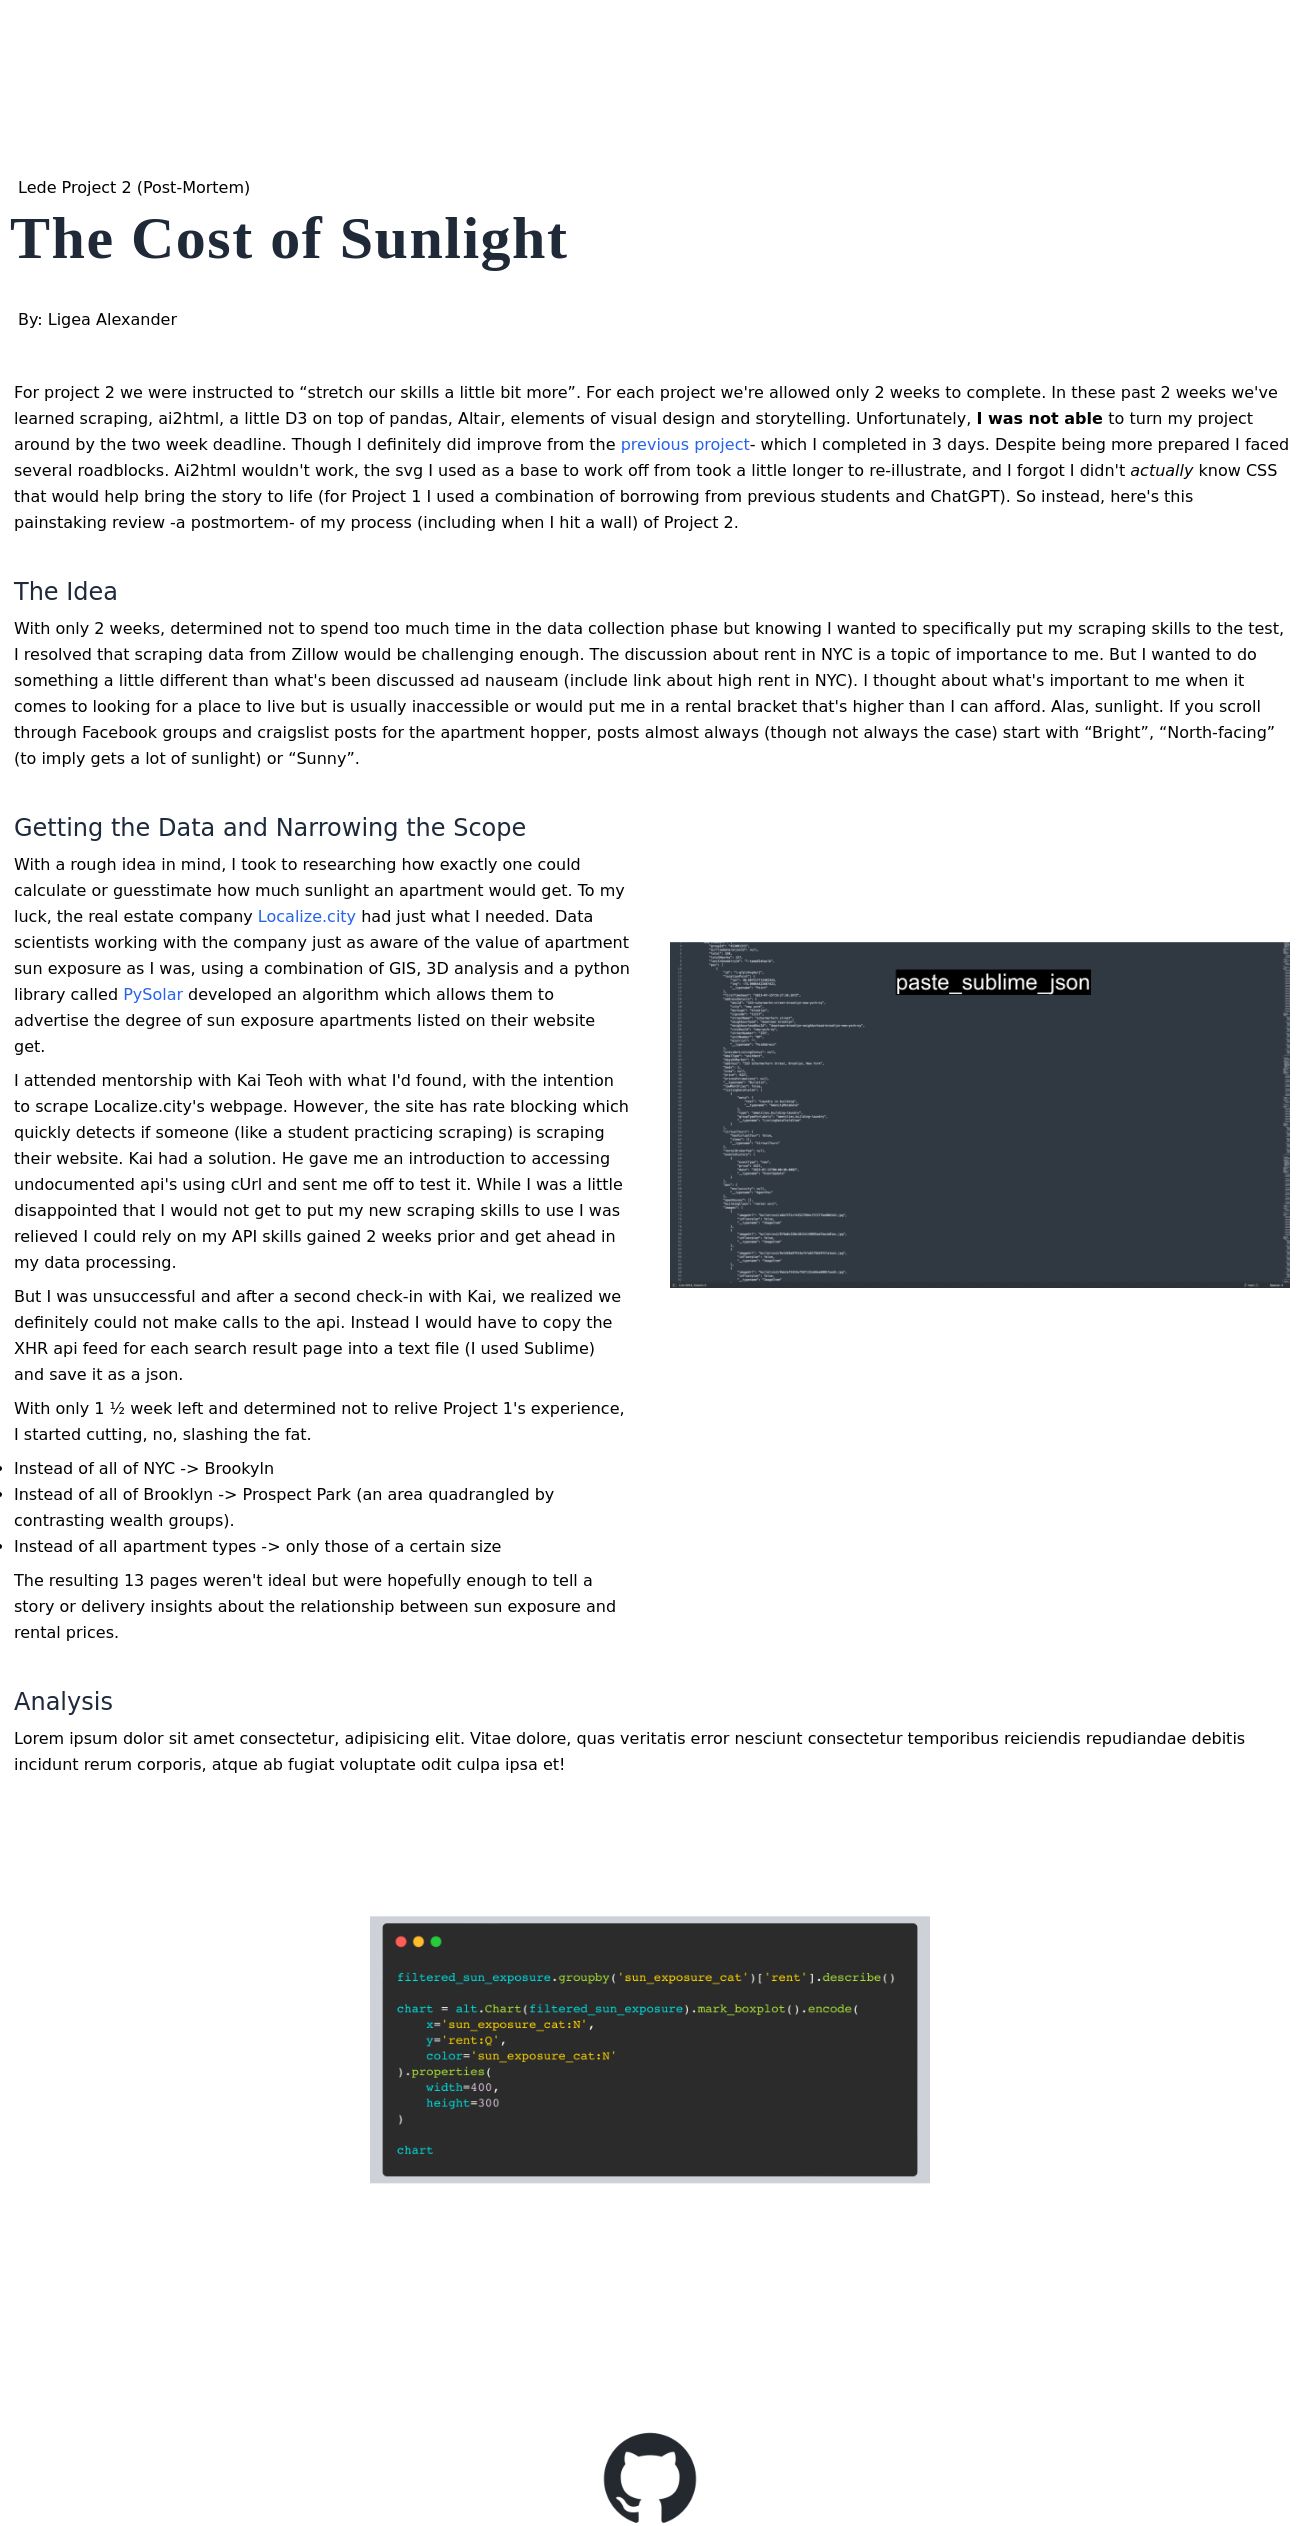 Lede Project 2 (Post-Mortem)
The Cost of Sunlight
By: Ligea Alexander
For project 2 we were instructed to “stretch our skills a little bit more”. For each project we're allowed only 2 weeks to complete. In these past 2 weeks we've
learned scraping, ai2html, a little D3 on top of pandas, Altair, elements of visual design and storytelling. Unfortunately, I was not able to turn my project
around by the two week deadline. Though I definitely did improve from the previous project- which I completed in 3 days. Despite being more prepared I faced
several roadblocks. Ai2html wouldn't work, the svg I used as a base to work off from took a little longer to re-illustrate, and I forgot I didn't actually know CSS
that would help bring the story to life (for Project 1 I used a combination of borrowing from previous students and ChatGPT). So instead, here's this
painstaking review -a postmortem- of my process (including when I hit a wall) of Project 2.
The Idea
With only 2 weeks, determined not to spend too much time in the data collection phase but knowing I wanted to specifically put my scraping skills to the test,
I resolved that scraping data from Zillow would be challenging enough. The discussion about rent in NYC is a topic of importance to me. But I wanted to do
something a little different than what's been discussed ad nauseam (include link about high rent in NYC). I thought about what's important to me when it
comes to looking for a place to live but is usually inaccessible or would put me in a rental bracket that's higher than I can afford. Alas, sunlight. If you scroll
through Facebook groups and craigslist posts for the apartment hopper, posts almost always (though not always the case) start with “Bright”, “North-facing”
(to imply gets a lot of sunlight) or “Sunny”.
Getting the Data and Narrowing the Scope
With a rough idea in mind, I took to researching how exactly one could
calculate or guesstimate how much sunlight an apartment would get. To my
luck, the real estate company Localize.city had just what I needed. Data
scientists working with the company just as aware of the value of apartment
sun exposure as I was, using a combination of GIS, 3D analysis and a python
library called PySolar developed an algorithm which allows them to
advertise the degree of sun exposure apartments listed on their website
get.
I attended mentorship with Kai Teoh with what I'd found, with the intention
to scrape Localize.city's webpage. However, the site has rate blocking which
quickly detects if someone (like a student practicing scraping) is scraping
their website. Kai had a solution. He gave me an introduction to accessing
undocumented api's using cUrl and sent me off to test it. While I was a little
disappointed that I would not get to put my new scraping skills to use I was
relieved I could rely on my API skills gained 2 weeks prior and get ahead in
my data processing.
But I was unsuccessful and after a second check-in with Kai, we realized we
definitely could not make calls to the api. Instead I would have to copy the
XHR api feed for each search result page into a text file (I used Sublime)
and save it as a json.
With only 1 ½ week left and determined not to relive Project 1's experience,
I started cutting, no, slashing the fat.
• Instead of all of NYC -> Brookyln
• Instead of all of Brooklyn -> Prospect Park (an area quadrangled by
contrasting wealth groups).
• Instead of all apartment types -> only those of a certain size
The resulting 13 pages weren't ideal but were hopefully enough to tell a
story or delivery insights about the relationship between sun exposure and
rental prices.
paste_sublime_json
Analysis
Lorem ipsum dolor sit amet consectetur, adipisicing elit. Vitae dolore, quas veritatis error nesciunt consectetur temporibus reiciendis repudiandae debitis
incidunt rerum corporis, atque ab fugiat voluptate odit culpa ipsa et!
filtered_sun_exposure.groupby('sun_exposure_cat')['rent'].describe()
chart = alt.Chart(filtered_sun_exposure).mark_boxplot().encode(
x='sun_exposure_cat:N',
y='rent:Q',
color='sun_exposure_cat:N'
).properties(
width=400,
height=300
)
chart